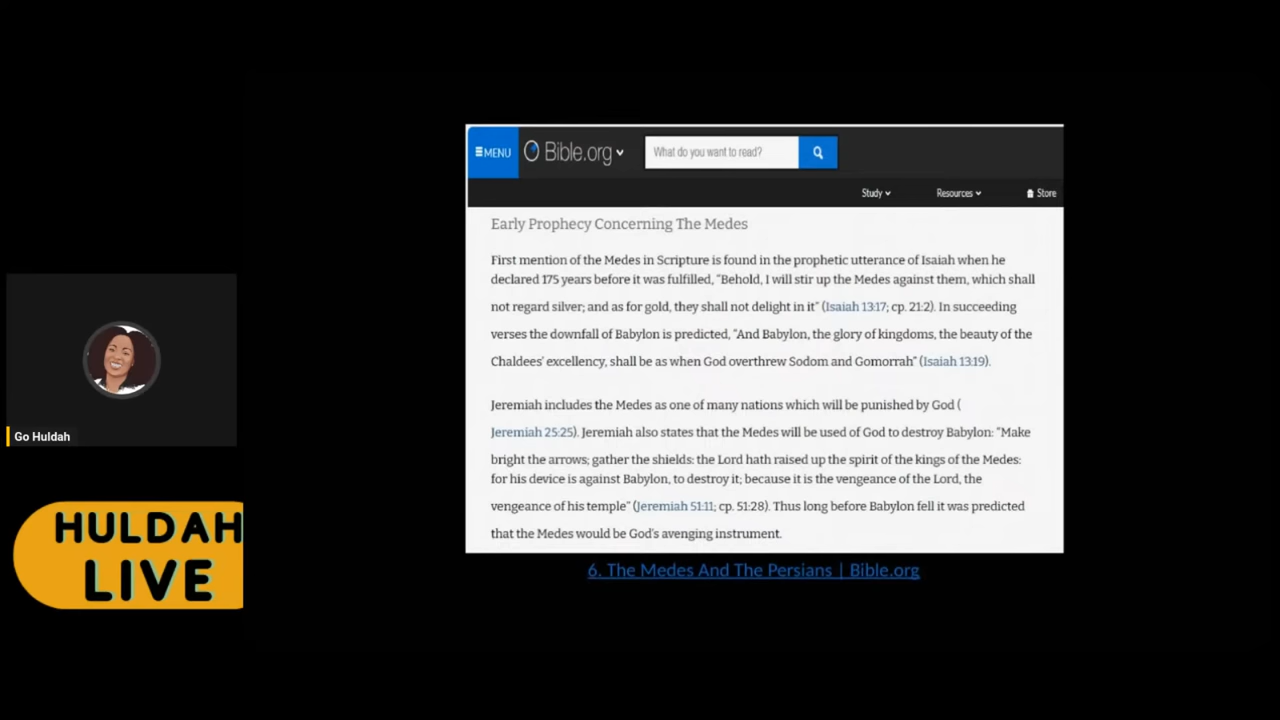 MENU
Bible.org
What do you want to read?
Study
Resources
Store
Early Prophecy Concerning The Medes
First mention of the Medes in Scripture is found in the prophetic utterance of Isaiah when he
declared 175 years before it was fulfilled, “Behold, I will stir up the Medes against them, which shall
not regard silver; and as for gold, they shall not delight in it” (Isaiah 13:17; cp. 21:2). In succeeding
verses the downfall of Babylon is predicted, “And Babylon, the glory of kingdoms, the beauty of the
Chaldees’ excellency, shall be as when God overthrew Sodom and Gomorrah” (Isaiah 13:19).
Jeremiah includes the Medes as one of many nations which will be punished by God (
Jeremiah 25:25). Jeremiah also states that the Medes will be used of God to destroy Babylon: “Make
bright the arrows; gather the shields: the Lord hath raised up the spirit of the kings of the Medes:
for his device is against Babylon, to destroy it; because it is the vengeance of the Lord, the
vengeance of his temple” (Jeremiah 51:11; cp. 51:28). Thus long before Babylon fell it was predicted
that the Medes would be God’s avenging instrument.
6. The Medes And The Persians | Bible.org
Go Huldah
HULDAH
LIVE